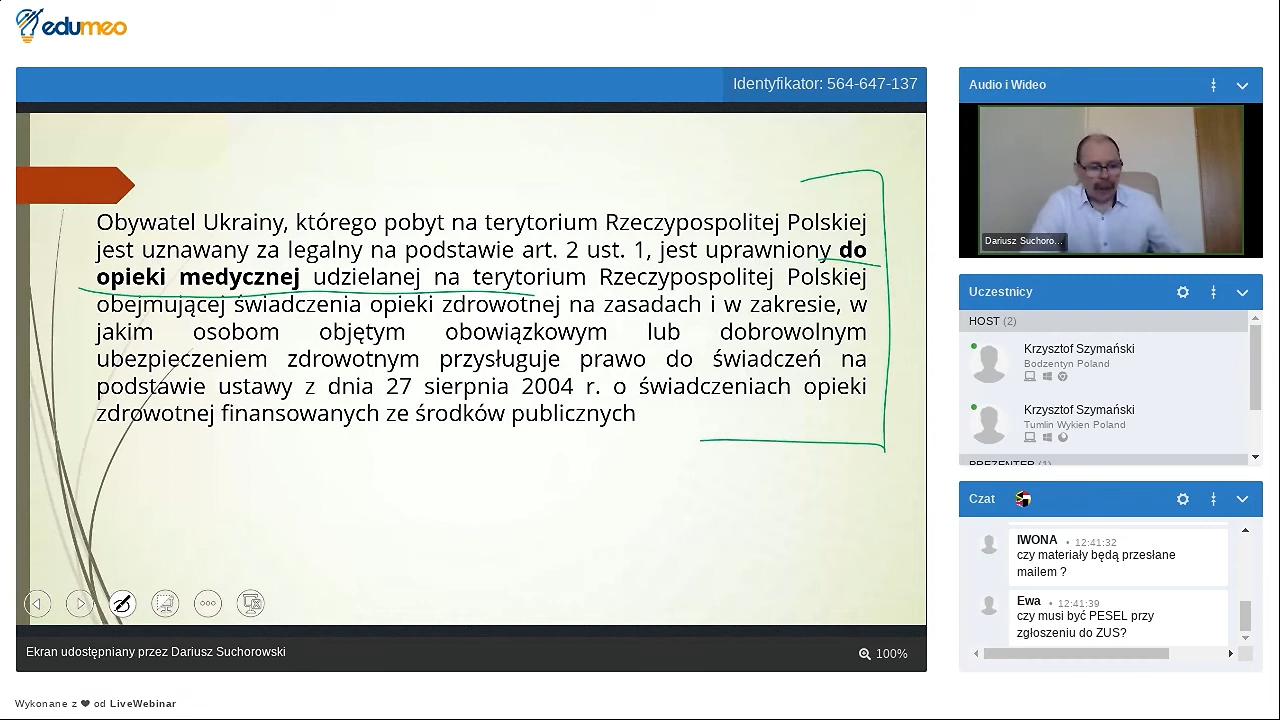 edumeo
Identyfikator: 564-647-137
Obywatel Ukrainy, którego pobyt na terytorium Rzeczypospolitej Polskiej
jest uznawany za legalny na podstawie art. 2 ust. 1, jest uprawniony do
opieki medycznej udzielanej na terytorium Rzeczypospolitej Polskiej
obejmującej świadczenia opieki zdrowotnej na zasadach i w zakresie, w
jakim osobom objętym obowiązkowym lub dobrowolnym
ubezpieczeniem zdrowotnym przysługuje prawo do świadczeń na
podstawie ustawy z dnia 27 sierpnia 2004 r. o świadczeniach opieki
zdrowotnej finansowanych ze środków publicznych
Ekran udostępniany przez Dariusz Suchorowski
100%
Audio i Wideo
Dariusz Suchoro...
Uczestnicy
HOST (2)
Krzysztof Szymański
Bodzentyn Poland
Krzysztof Szymański
Tumlin Wykien Poland
PREZENTER (1)
Czat
IWONA • 12:41:32
czy materiały będą przesłane
mailem ?
Ewa • 12:41:39
czy musi być PESEL przy
zgłoszeniu do ZUS?
Wykonane z ❤ od LiveWebinar